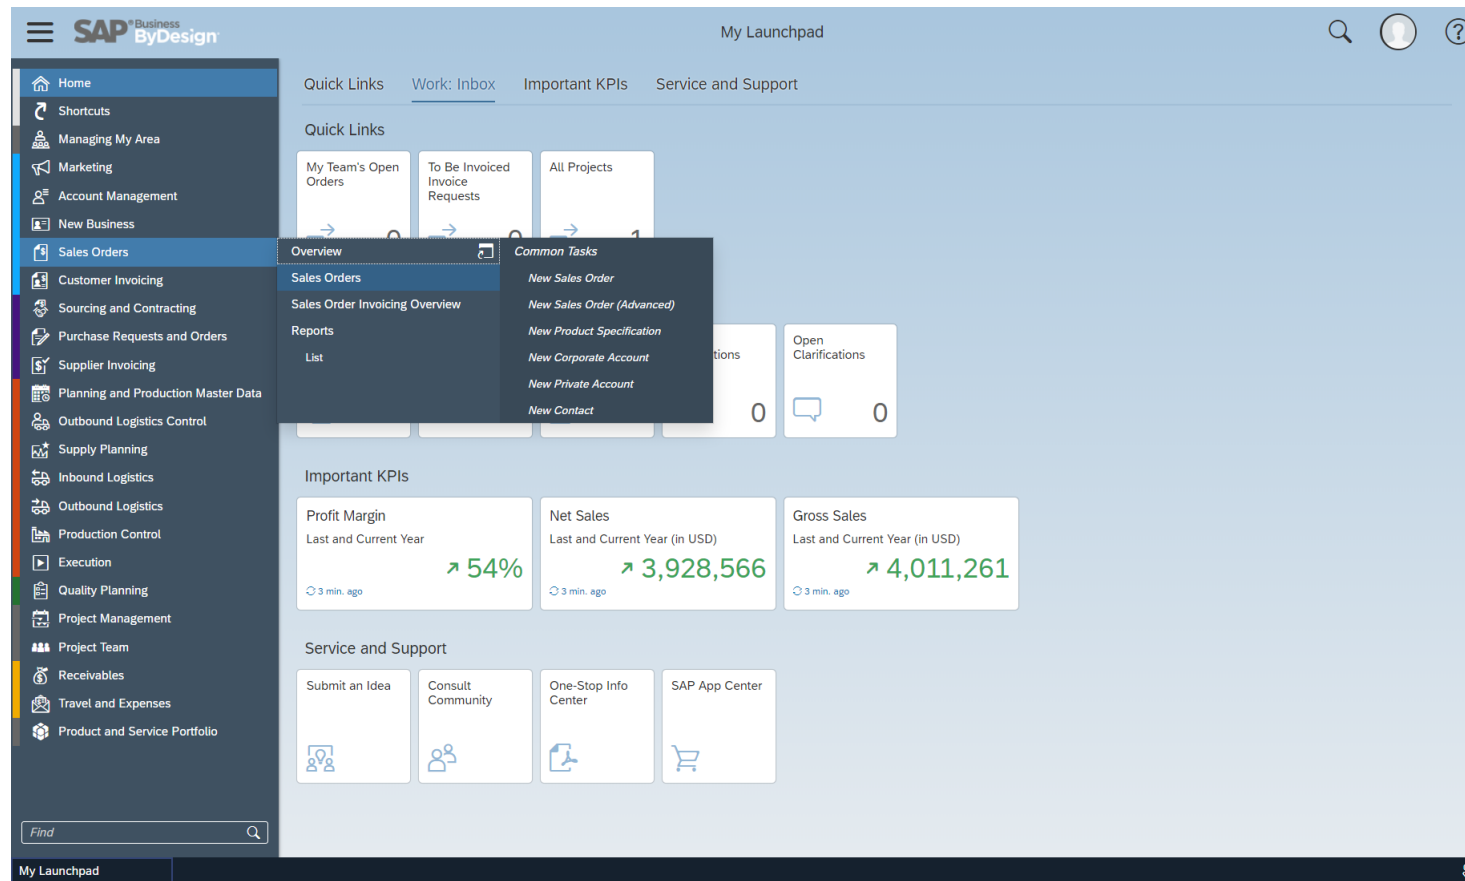 SAP® Business
ByDesign
My Launchpad
?
Home
Shortcuts
Managing My Area
Marketing
Account Management
New Business
Sales Orders
Customer Invoicing
Sourcing and Contracting
Purchase Requests and Orders
Supplier Invoicing
Planning and Production Master Data
Outbound Logistics Control
Supply Planning
Inbound Logistics
Outbound Logistics
Production Control
Execution
Quality Planning
Project Management
Project Team
Receivables
Travel and Expenses
Product and Service Portfolio
Find
My Launchpad
Quick Links Work: Inbox Important KPIs Service and Support
Quick Links
My Team's Open
Orders
To Be Invoiced
Invoice
Requests
All Projects
Overview
Sales Orders
Sales Order Invoicing Overview
Reports
List
Common Tasks
New Sales Order
New Sales Order (Advanced)
New Product Specification
New Corporate Account
New Private Account
New Contact
tions
0
Open
Clarifications
0
Important KPIs
Profit Margin
Last and Current Year
54%
3 min. ago
Net Sales
Last and Current Year (in USD)
3,928,566
3 min. ago
Gross Sales
Last and Current Year (in USD)
4,011,261
3 min. ago
Service and Support
Submit an Idea
Consult
Community
One-Stop Info
Center
SAP App Center